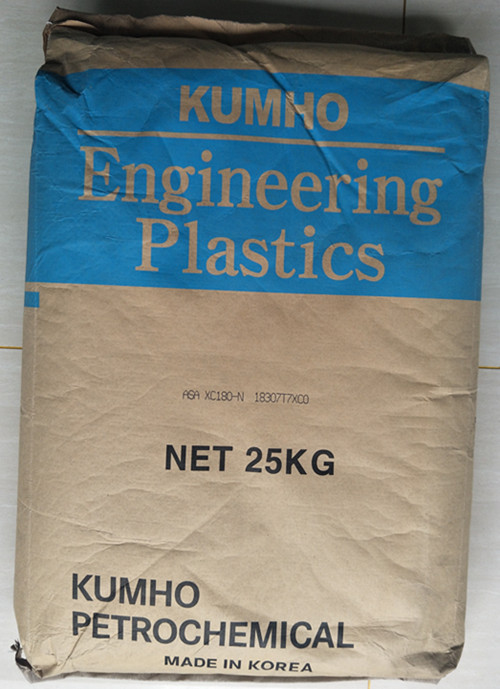 KUMHO
Engineering
Plastics
ASA XC180-N 18307T7XC0
NET 25KG
KUMHO
PETROCHEMICAL
MADE IN KOREA